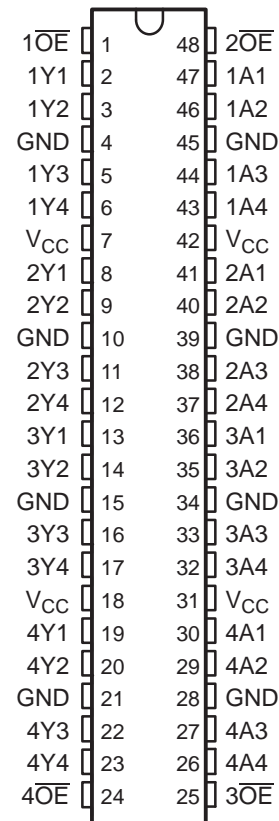 1O̅E̅ 1 48 2O̅E̅
1Y1 2 47 1A1
1Y2 3 46 1A2
GND 4 45 GND
1Y3 5 44 1A3
1Y4 6 43 1A4
VCC 7 42 VCC
2Y1 8 41 2A1
2Y2 9 40 2A2
GND 10 39 GND
2Y3 11 38 2A3
2Y4 12 37 2A4
3Y1 13 36 3A1
3Y2 14 35 3A2
GND 15 34 GND
3Y3 16 33 3A3
3Y4 17 32 3A4
VCC 18 31 VCC
4Y1 19 30 4A1
4Y2 20 29 4A2
GND 21 28 GND
4Y3 22 27 4A3
4Y4 23 26 4A4
4O̅E̅ 24 25 3O̅E̅